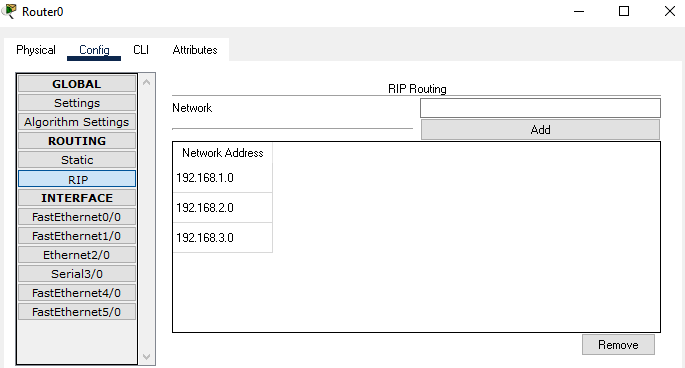 Router0
Physical Config CLI Attributes
GLOBAL
Settings
Algorithm Settings
ROUTING
Static
RIP
INTERFACE
FastEthernet0/0
FastEthernet1/0
Ethernet2/0
Serial3/0
FastEthernet4/0
FastEthernet5/0
RIP Routing
Network
Add
Network Address
192.168.1.0
192.168.2.0
192.168.3.0
Remove